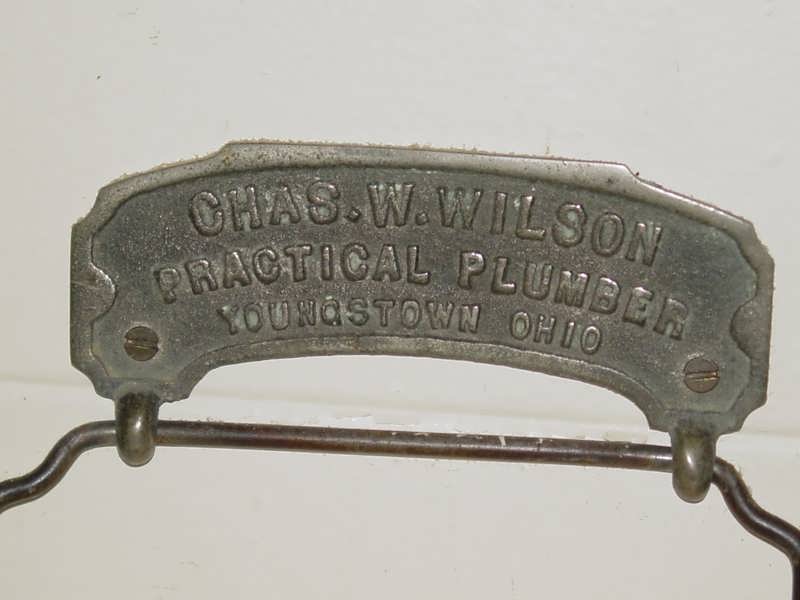 CHAS. W. WILSON
PRACTICAL PLUMBER
YOUNGSTOWN OHIO